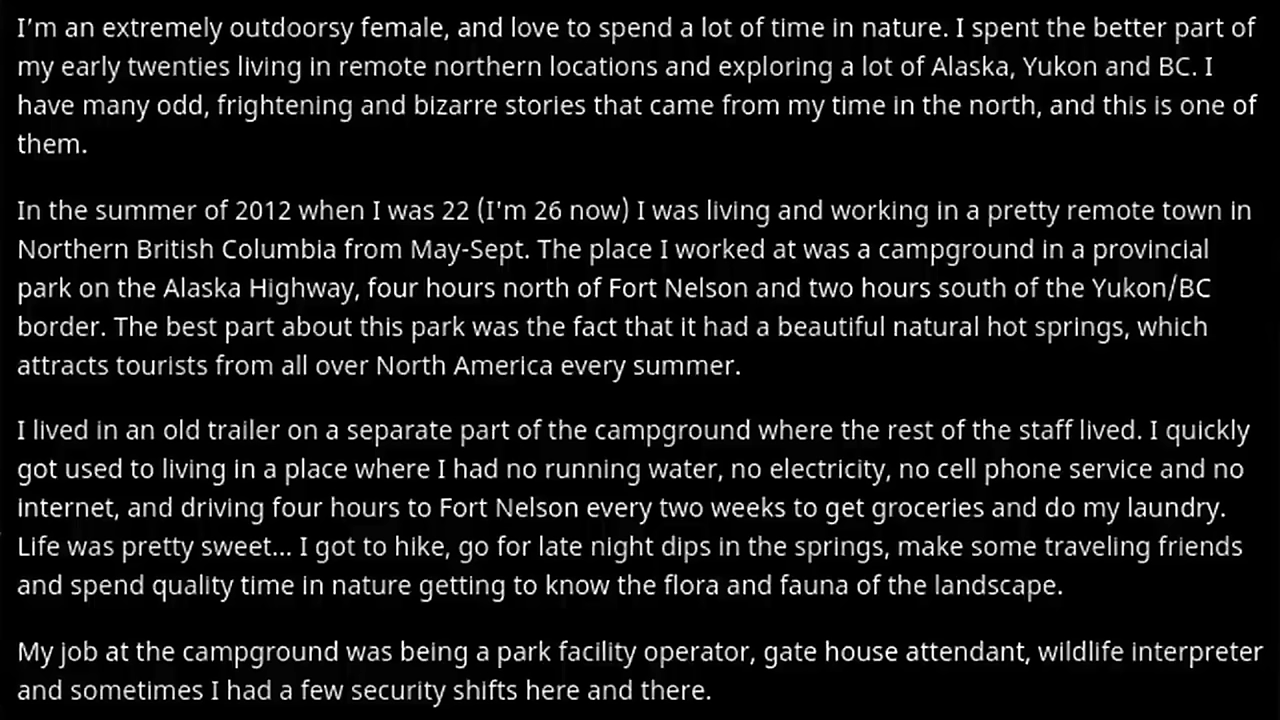 I’m an extremely outdoorsy female, and love to spend a lot of time in nature. I spent the better part of
my early twenties living in remote northern locations and exploring a lot of Alaska, Yukon and BC. I
have many odd, frightening and bizarre stories that came from my time in the north, and this is one of
them.
In the summer of 2012 when I was 22 (I'm 26 now) I was living and working in a pretty remote town in
Northern British Columbia from May-Sept. The place I worked at was a campground in a provincial
park on the Alaska Highway, four hours north of Fort Nelson and two hours south of the Yukon/BC
border. The best part about this park was the fact that it had a beautiful natural hot springs, which
attracts tourists from all over North America every summer.
I lived in an old trailer on a separate part of the campground where the rest of the staff lived. I quickly
got used to living in a place where I had no running water, no electricity, no cell phone service and no
internet, and driving four hours to Fort Nelson every two weeks to get groceries and do my laundry.
Life was pretty sweet... I got to hike, go for late night dips in the springs, make some traveling friends
and spend quality time in nature getting to know the flora and fauna of the landscape.
My job at the campground was being a park facility operator, gate house attendant, wildlife interpreter
and sometimes I had a few security shifts here and there.